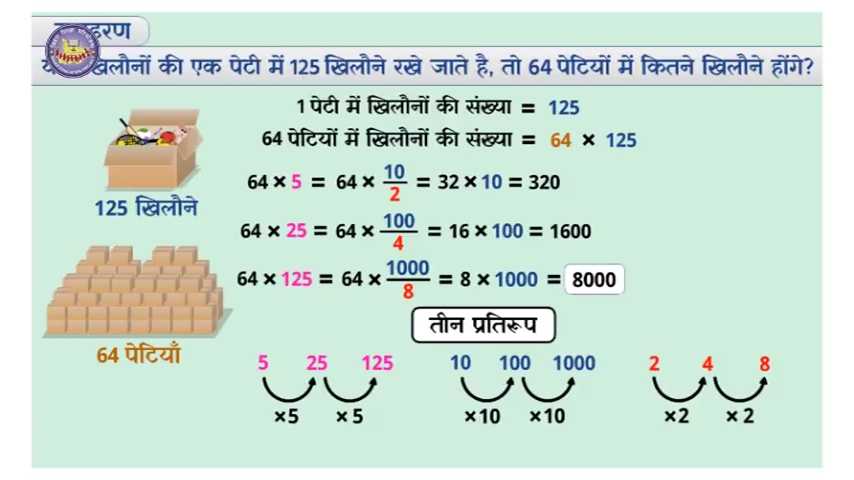 खिलौनों की एक पेटी में 125 खिलौने रखे जाते है, तो 64 पेटियों में कितने खिलौने होंगे?
1 पेटी में खिलौनों की संख्या = 125
64 पेटियों में खिलौनों की संख्या = 64 × 125
64 × 5 = 64 × 10/2 = 32 × 10 = 320
125 खिलौने
64 × 25 = 64 × 100/4 = 16 × 100 = 1600
64 × 125 = 64 × 1000/8 = 8 × 1000 = 8000
तीन प्रतिरूप
64 पेटियाँ
5 25 125 10 100 1000 2 4 8
×5 ×5 ×10 ×10 ×2 × 2